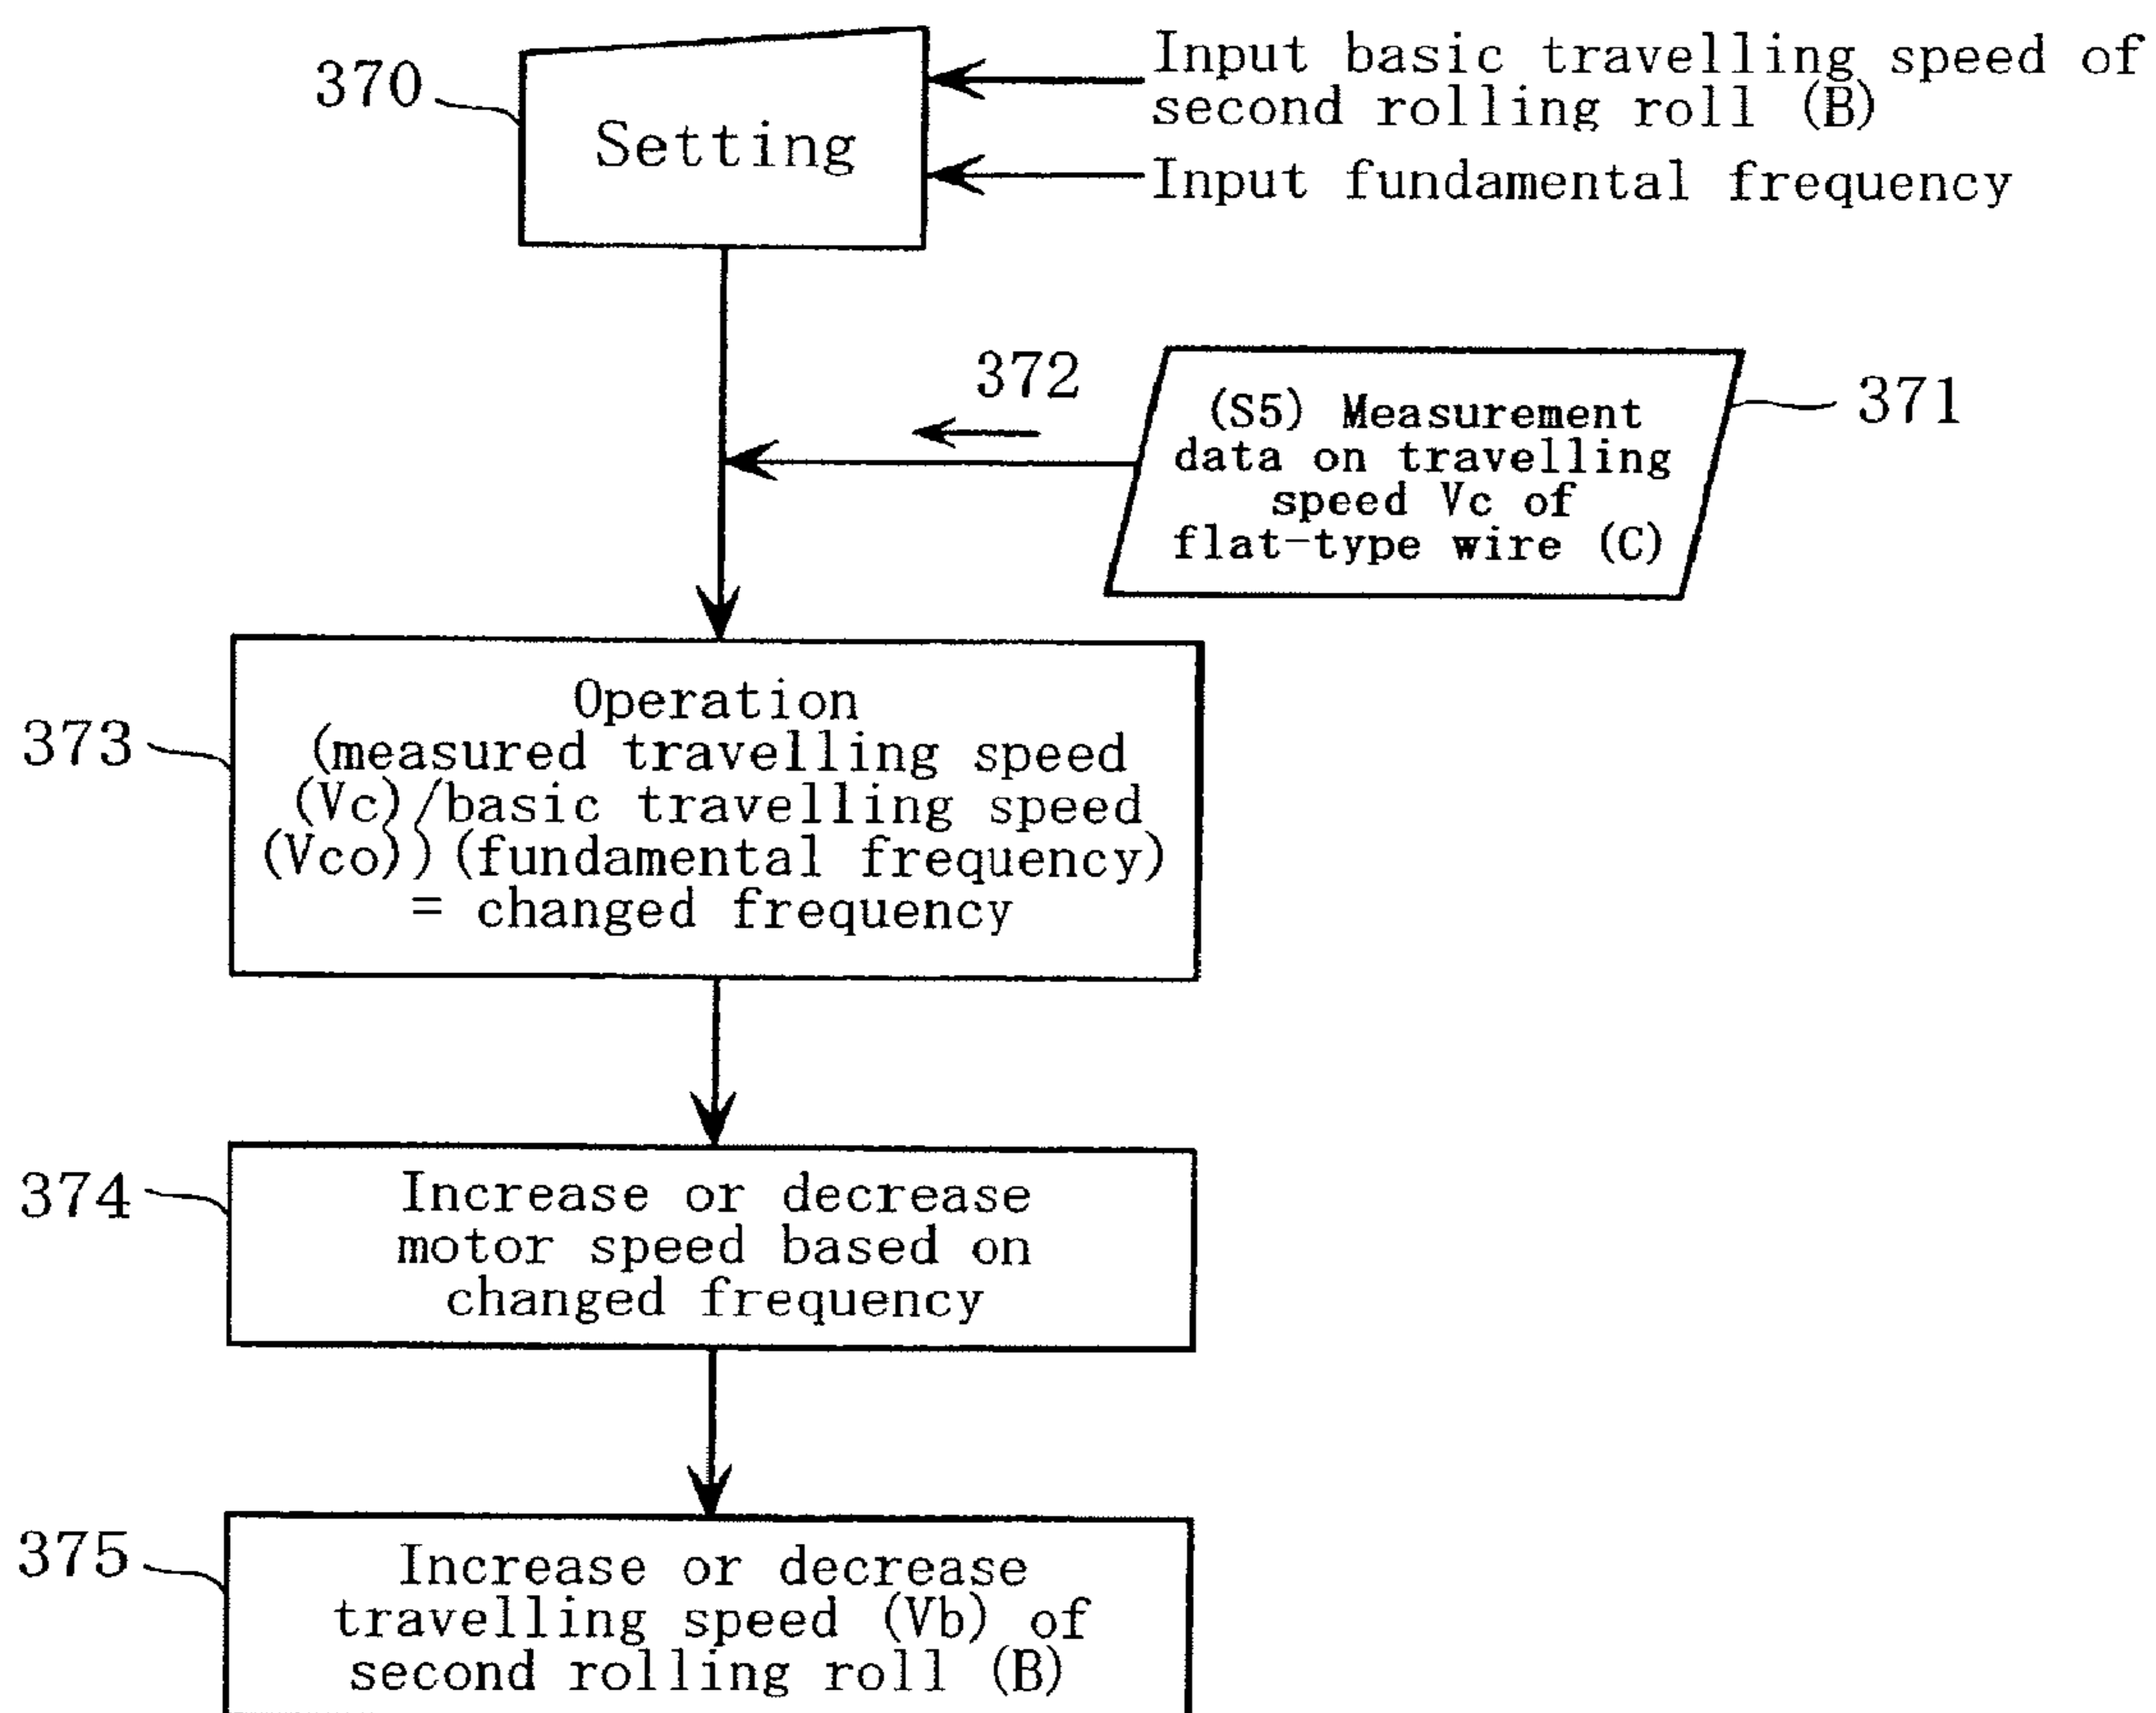 370
Setting
Input basic travelling speed of
second rolling roll (B)
Input fundamental frequency
372
(S5) Measurement
data on travelling
speed Vc of
flat-type wire (C)
371
373
Operation
(measured travelling speed
(Vc)/basic travelling speed
(Vco))(fundamental frequency)
= changed frequency
374
Increase or decrease
motor speed based on
changed frequency
375
Increase or decrease
travelling speed (Vb) of
second rolling roll (B)